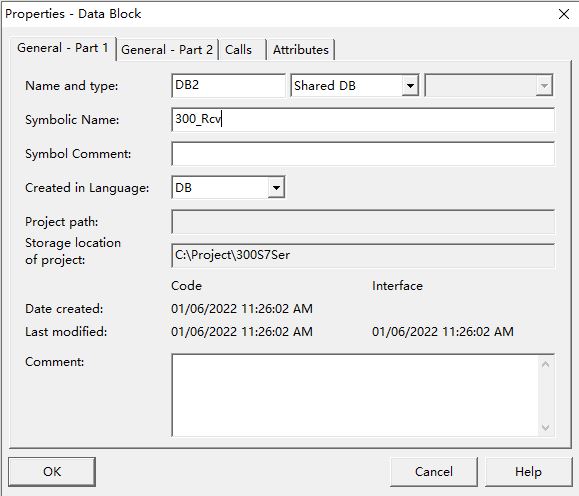 Properties - Data Block
General - Part 1 General - Part 2 Calls Attributes
Name and type: DB2 Shared DB
Symbolic Name: 300_Rcv
Symbol Comment:
Created in Language: DB
Project path:
Storage location
of project: C:\Project\300S7Ser
Code Interface
Date created: 01/06/2022 11:26:02 AM
Last modified: 01/06/2022 11:26:02 AM 01/06/2022 11:26:02 AM
Comment:
OK Cancel Help